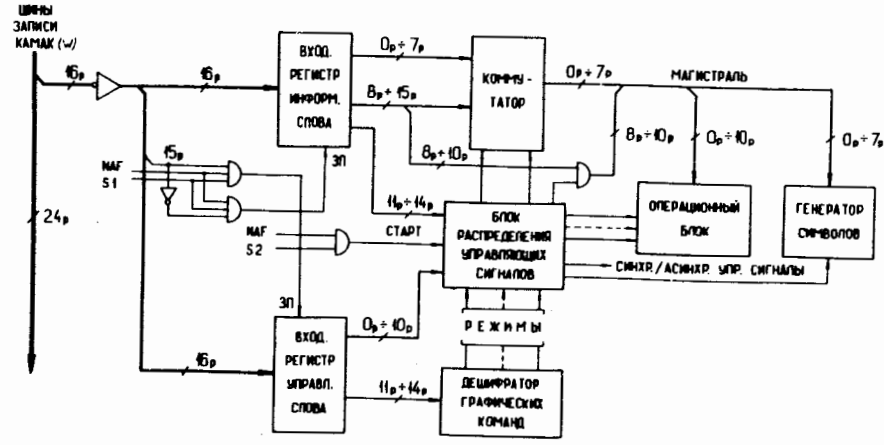 ШИНЫ
ЗАПИСИ
КАМАК (W)
16р
16р
ВХОД.
РЕГИСТР
ИНФОРМ.
СЛОВА
0р÷7р
8р÷15р
КОММУ-
ТАТОР
0р÷7р
МАГИСТРАЛЬ
8р÷10р
0р÷10р
0р÷7р
15р
NAF
S1
ЗП
8р÷10р
11р÷14р
24р
NAF
S2
СТАРТ
БЛОК
РАСПРЕДЕЛЕНИЯ
УПРАВЛЯЮЩИХ
СИГНАЛОВ
ОПЕРАЦИОННЫЙ
БЛОК
ГЕНЕРАТОР
СИМВОЛОВ
СИНХР./АСИНХР. УПР. СИГНАЛЫ
ЗП
ВХОД.
РЕГИСТР
УПРАВЛ.
СЛОВА
0р÷10р
РЕЖИМЫ
16р
11р÷14р
ДЕШИФРАТОР
ГРАФИЧЕСКИХ
КОМАНД